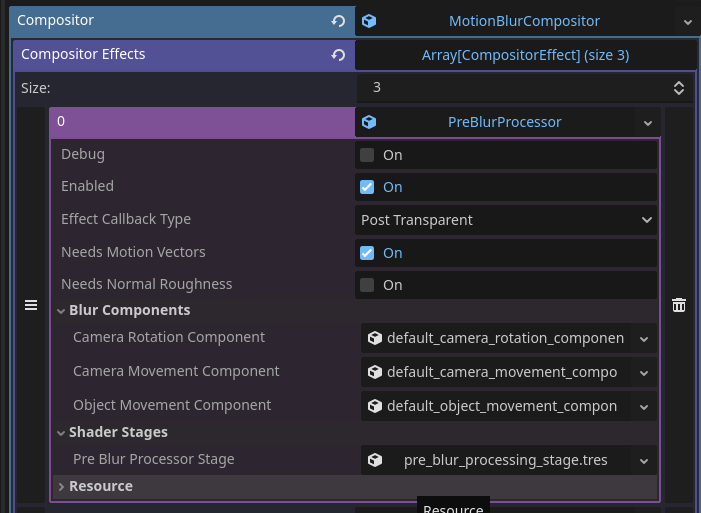 Compositor MotionBlurCompositor
Compositor Effects Array[CompositorEffect] (size 3)
Size: 3
0 PreBlurProcessor
Debug On
Enabled On
Effect Callback Type Post Transparent
Needs Motion Vectors On
Needs Normal Roughness On
Blur Components
Camera Rotation Component default_camera_rotation_componen
Camera Movement Component default_camera_movement_compo
Object Movement Component default_object_movement_compon
Shader Stages
Pre Blur Processor Stage pre_blur_processing_stage.tres
Resource
Resource